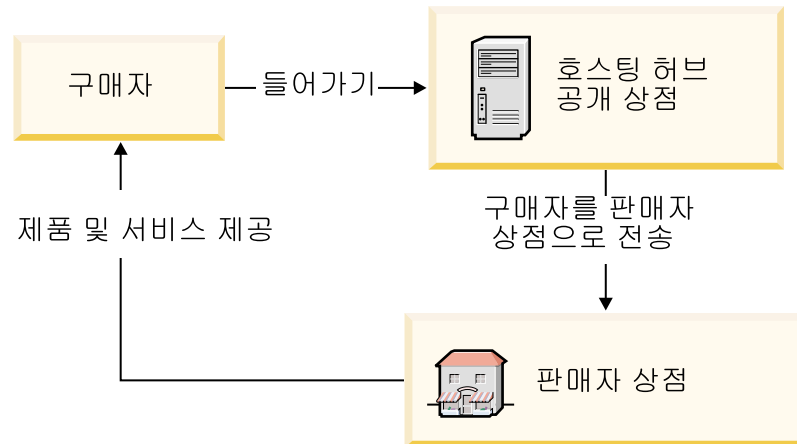 구매자
들어가기
호스팅 허브
공개 상점
구매자를 판매자
상점으로 전송
제품 및 서비스 제공
판매자 상점